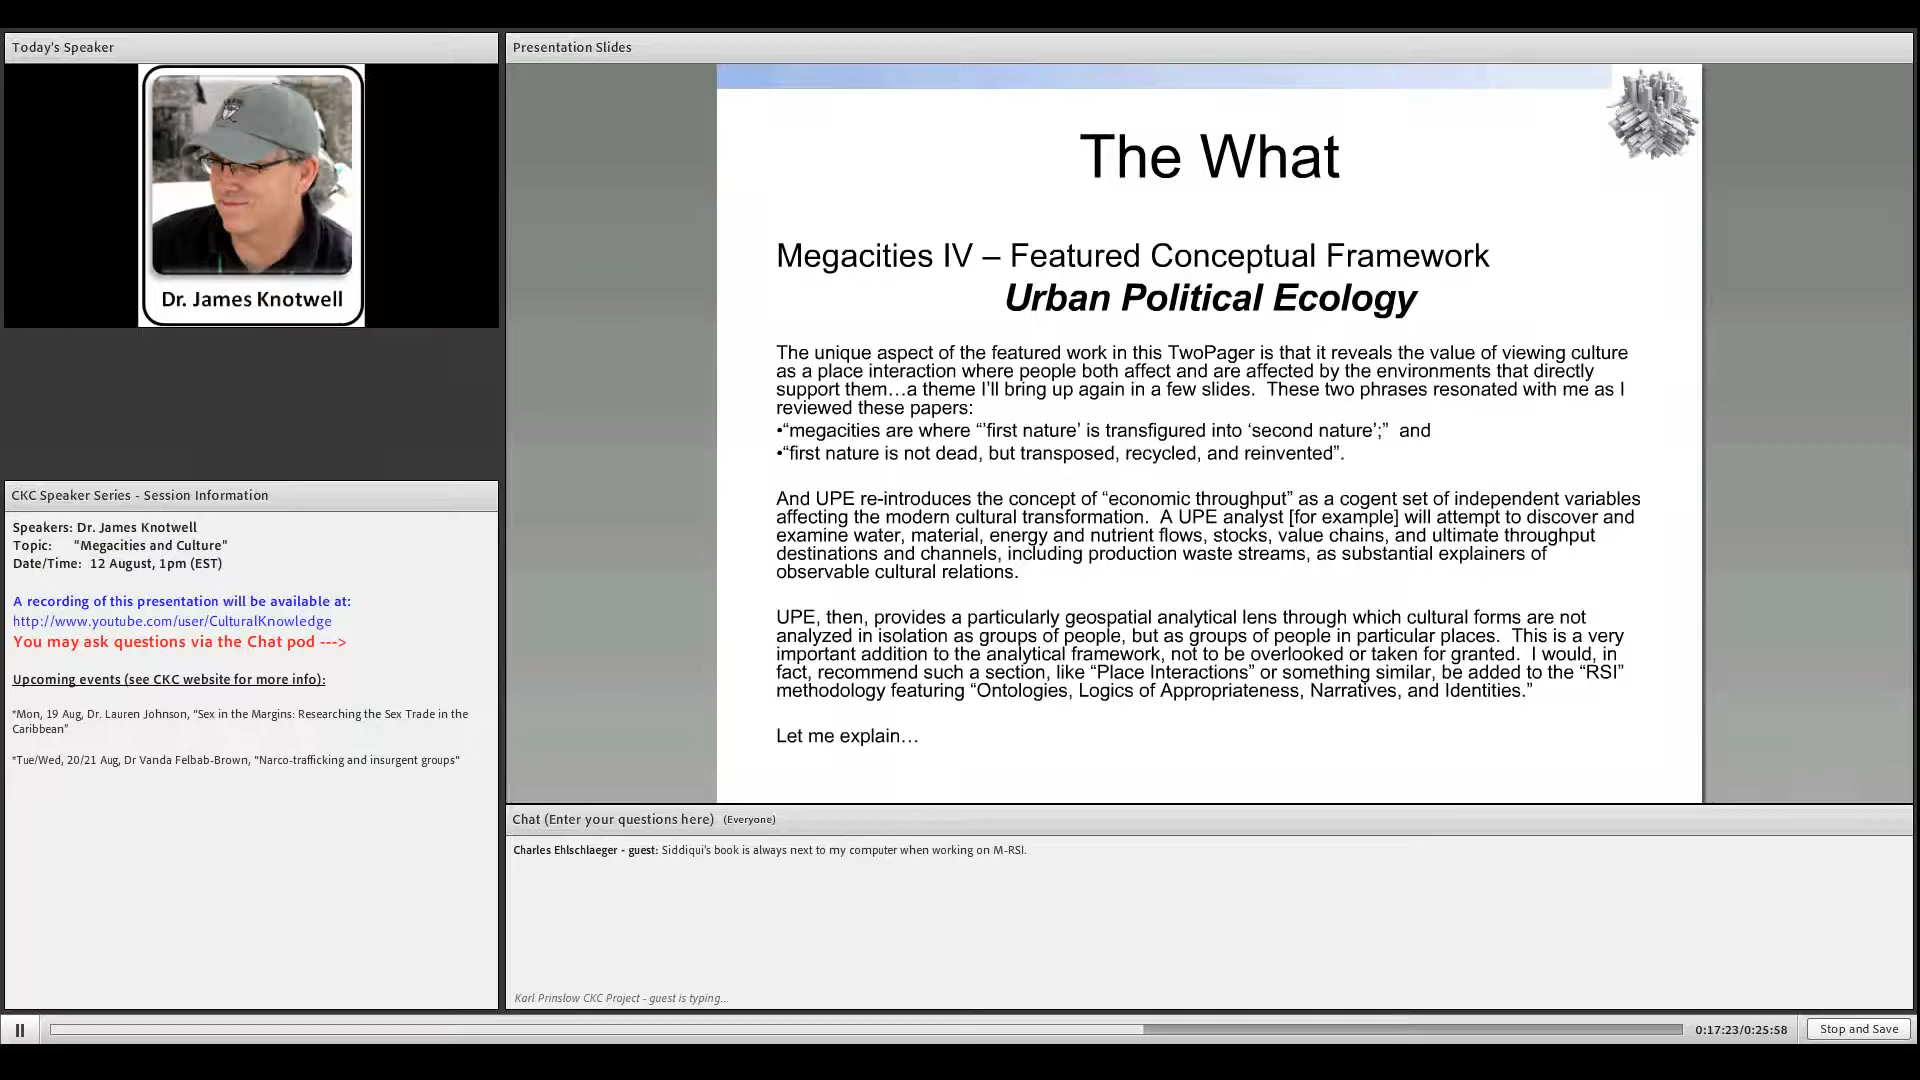 Today's Speaker
Dr. James Knotwell
CKC Speaker Series - Session Information
Speakers: Dr. James Knotwell
Topic: "Megacities and Culture"
Date/Time: 12 August, 1pm (EST)
A recording of this presentation will be available at:
http://www.youtube.com/user/CulturalKnowledge
You may ask questions via the Chat pod --->
Upcoming events (see CKC website for more info):
*Mon, 19 Aug, Dr. Lauren Johnson, "Sex in the Margins: Researching the Sex Trade in the
Caribbean"
*Tue/Wed, 20/21 Aug, Dr Vanda Felbab-Brown, "Narco-trafficking and insurgent groups"
Presentation Slides
The What
Megacities IV – Featured Conceptual Framework
Urban Political Ecology
The unique aspect of the featured work in this TwoPager is that it reveals the value of viewing culture
as a place interaction where people both affect and are affected by the environments that directly
support them…a theme I’ll bring up again in a few slides. These two phrases resonated with me as I
reviewed these papers:
•“megacities are where “’first nature’ is transfigured into ‘second nature’;” and
•“first nature is not dead, but transposed, recycled, and reinvented”.
And UPE re-introduces the concept of “economic throughput” as a cogent set of independent variables
affecting the modern cultural transformation. A UPE analyst [for example] will attempt to discover and
examine water, material, energy and nutrient flows, stocks, value chains, and ultimate throughput
destinations and channels, including production waste streams, as substantial explainers of
observable cultural relations.
UPE, then, provides a particularly geospatial analytical lens through which cultural forms are not
analyzed in isolation as groups of people, but as groups of people in particular places. This is a very
important addition to the analytical framework, not to be overlooked or taken for granted. I would, in
fact, recommend such a section, like “Place Interactions” or something similar, be added to the “RSI”
methodology featuring “Ontologies, Logics of Appropriateness, Narratives, and Identities.”
Let me explain…
Chat (Enter your questions here) (Everyone)
Charles Ehlschlaeger - guest: Siddiqui's book is always next to my computer when working on M-RSI.
Karl Prinslow CKC Project - guest is typing...
0:17:23/0:25:58
Stop and Save